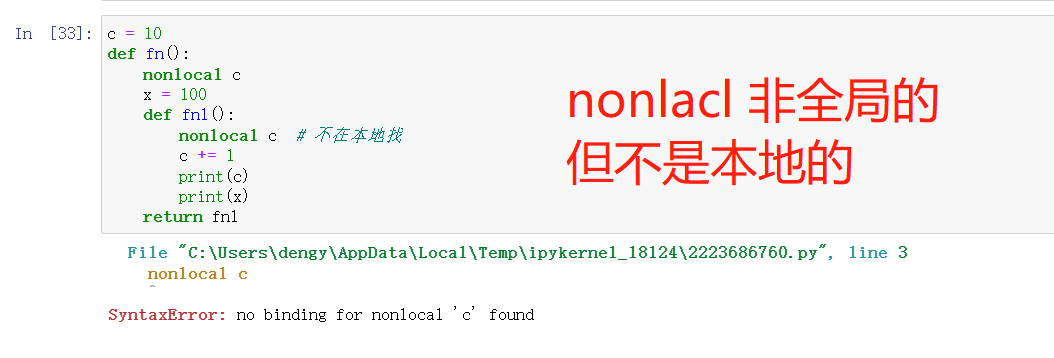 In [33]: c = 10
def fn():
    nonlocal c
    x = 100
    def fn1():
        nonlocal c  # 不在本地找
        c += 1
        print(c)
        print(x)
    return fn1
nonlacl 非全局的
但不是本地的
File "C:\Users\dengy\AppData\Local\Temp\ipykernel_18124\2223686760.py", line 3
    nonlocal c
    ^
SyntaxError: no binding for nonlocal 'c' found